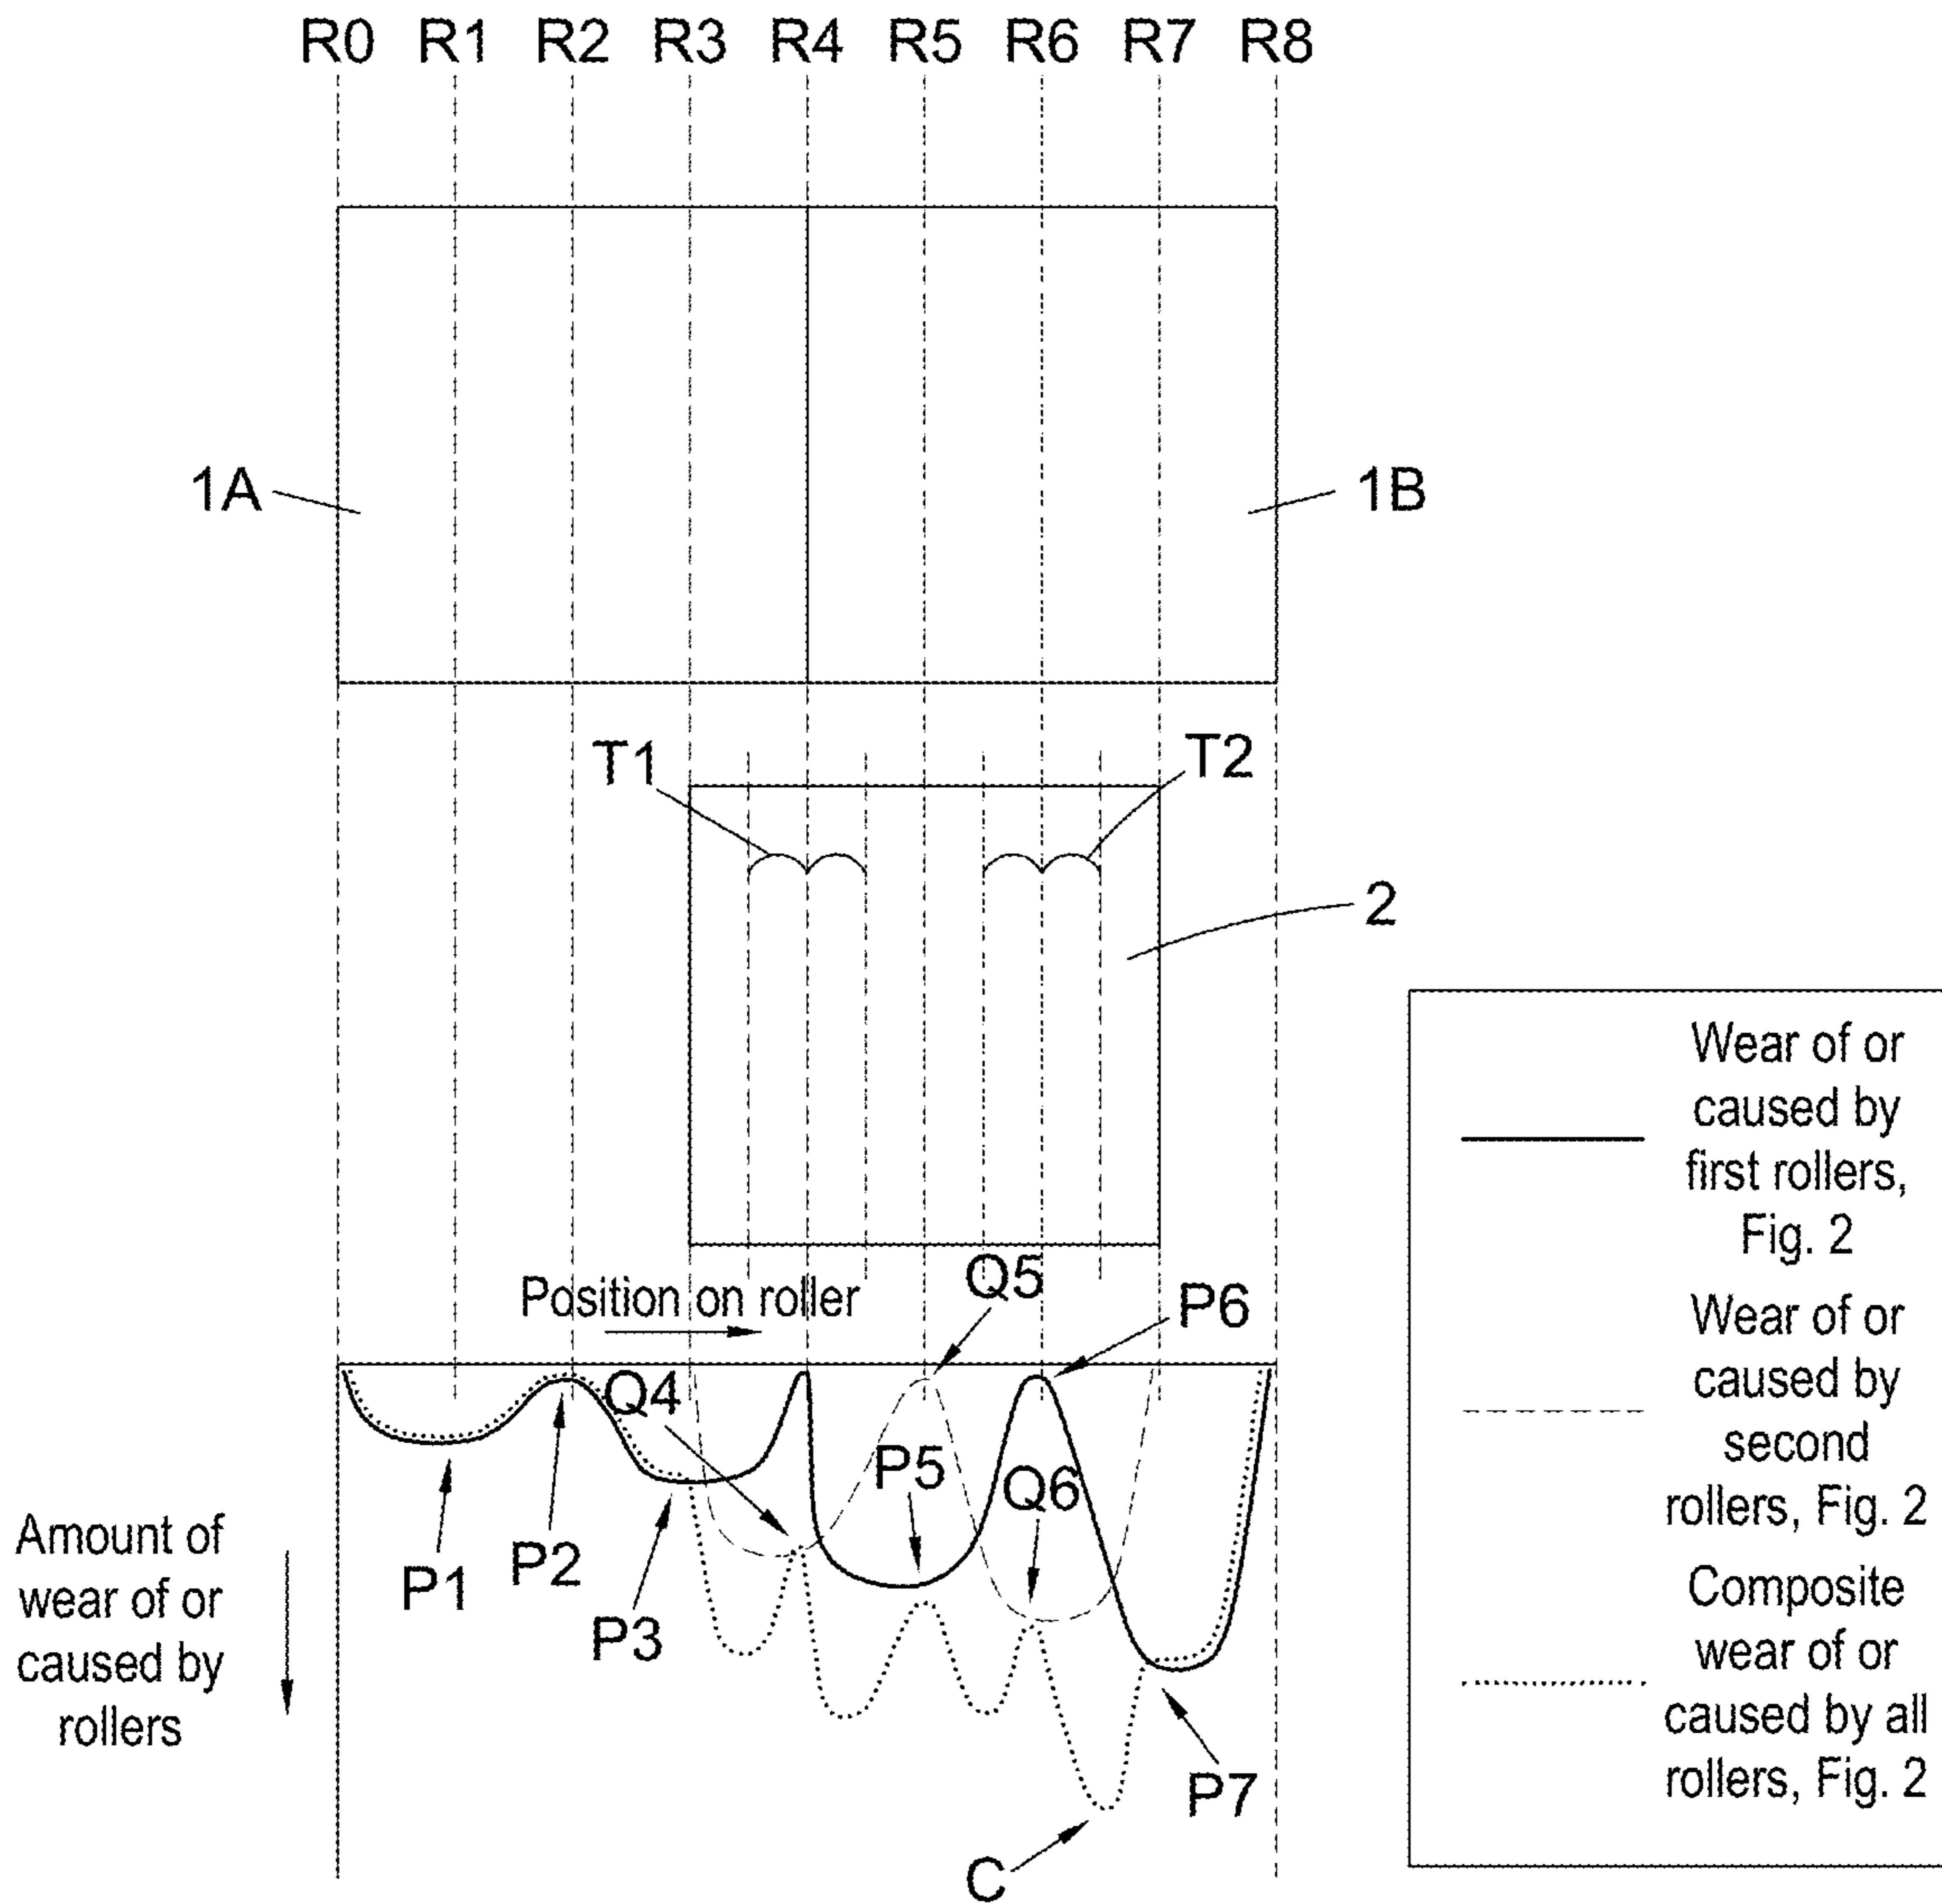 R0 R1 R2 R3 R4 R5 R6 R7 R8
1A
1B
T1
T2
2
Position on roller
Q5
P6
Q4
P5
Q6
P1
P2
P3
P7
C
Amount of
wear of or
caused by
rollers
Wear of or
caused by
first rollers,
Fig. 2
Wear of or
caused by
second
rollers, Fig. 2
Composite
wear of or
caused by all
rollers, Fig. 2